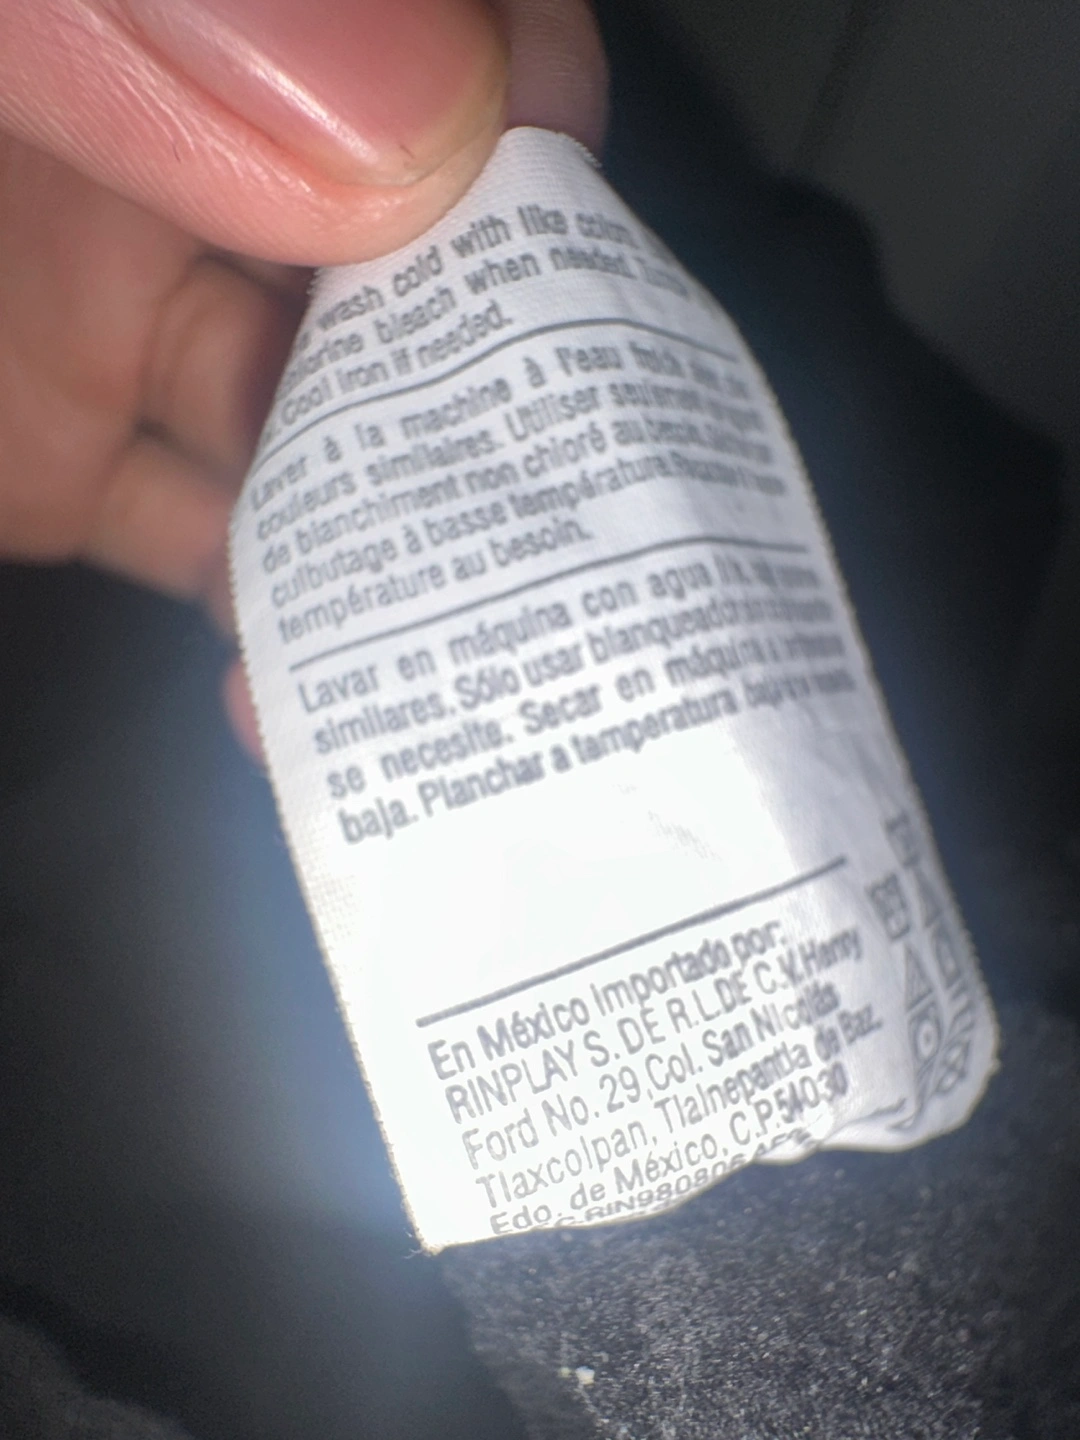 wash cold with like colors
chlorine bleach when needed.
Cool iron if needed.
Laver à la machine à l'eau froide
couleurs similaires. Utiliser seulement
de blanchiment non chloré au besoin.
culbutage à basse température.
température au besoin.
Lavar en máquina con agua
similares. Sólo usar blanqueador
se necesite. Secar en máquina a
baja. Planchar a temperatura baja
En México Importado por:
RINPLAY S. DE R.L. DE C.V. Henry
Ford No. 29, Col. San Nicolás
Tlaxcolpan, Tlalnepantla de Baz.
Edo. de México, C.P. 54030
RIN980806